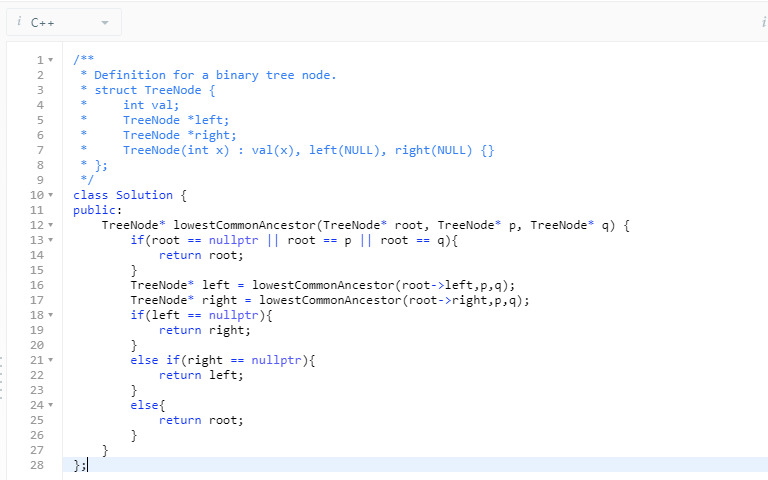 i C++ i
1 /**
2  * Definition for a binary tree node.
3  * struct TreeNode {
4  *     int val;
5  *     TreeNode *left;
6  *     TreeNode *right;
7  *     TreeNode(int x) : val(x), left(NULL), right(NULL) {}
8  * };
9  */
10 class Solution {
11 public:
12     TreeNode* lowestCommonAncestor(TreeNode* root, TreeNode* p, TreeNode* q) {
13         if(root == nullptr || root == p || root == q){
14             return root;
15         }
16         TreeNode* left = lowestCommonAncestor(root->left,p,q);
17         TreeNode* right = lowestCommonAncestor(root->right,p,q);
18         if(left == nullptr){
19             return right;
20         }
21         else if(right == nullptr){
22             return left;
23         }
24         else{
25             return root;
26         }
27     }
28 };